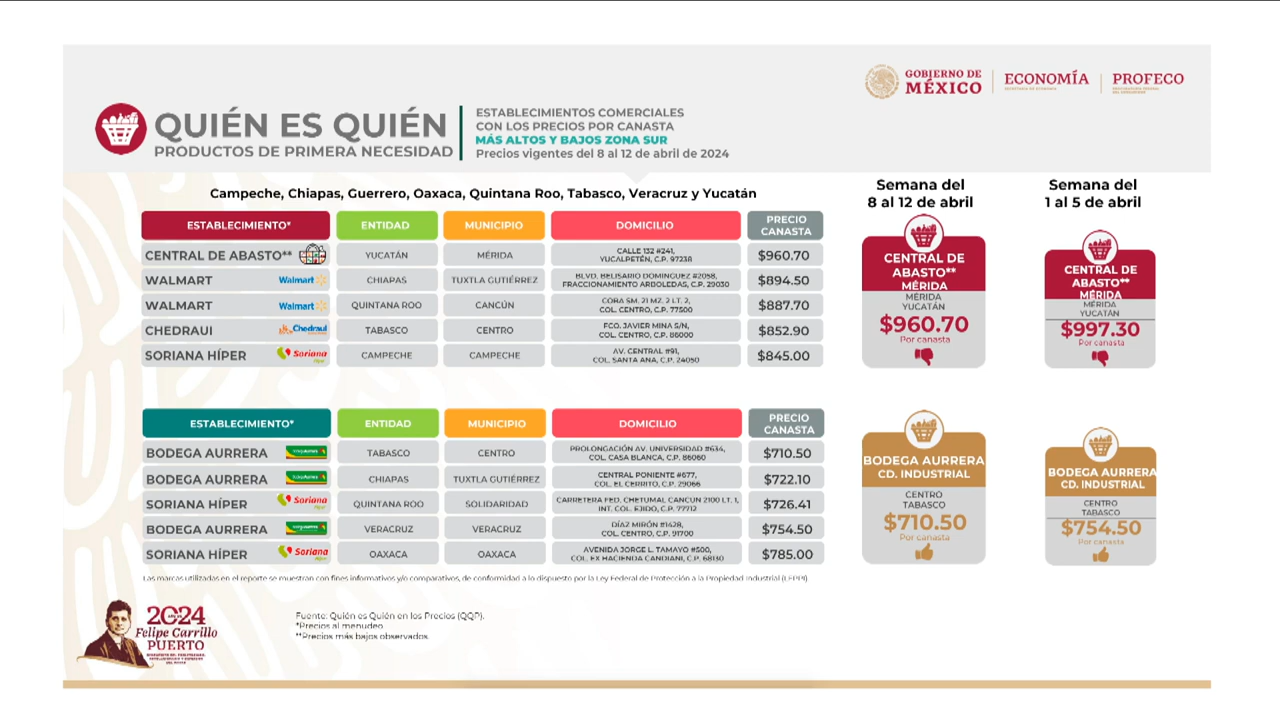 GOBIERNO DE
MÉXICO
ECONOMÍA
PROFECO
QUIÉN ES QUIÉN
PRODUCTOS DE PRIMERA NECESIDAD
ESTABLECIMIENTOS COMERCIALES
CON LOS PRECIOS POR CANASTA
MÁS ALTOS Y BAJOS ZONA SUR
Precios vigentes del 8 al 12 de abril de 2024
Campeche, Chiapas, Guerrero, Oaxaca, Quintana Roo, Tabasco, Veracruz y Yucatán
ESTABLECIMIENTO* ENTIDAD MUNICIPIO DOMICILIO PRECIO CANASTA
CENTRAL DE ABASTO** YUCATÁN MÉRIDA CALLE 132 #241, YUCALPETÉN, C.P. 97238 $960.70
WALMART Walmart CHIAPAS TUXTLA GUTIÉRREZ BLVD. BELISARIO DOMINGUEZ #2058, FRACCIONAMIENTO ARBOLEDAS, C.P. 29030 $894.50
WALMART Walmart QUINTANA ROO CANCÚN COBA SM. 21 MZ. 2 LT. 2, COL. CENTRO, C.P. 77500 $887.70
CHEDRAUI Chedraui TABASCO CENTRO FCO. JAVIER MINA S/N, COL. CENTRO, C.P. 86000 $852.90
SORIANA HÍPER Soriana CAMPECHE CAMPECHE AV. CENTRAL #91, COL. SANTA ANA, C.P. 24050 $845.00
ESTABLECIMIENTO* ENTIDAD MUNICIPIO DOMICILIO PRECIO CANASTA
BODEGA AURRERA TABASCO CENTRO PROLONGACIÓN AV. UNIVERSIDAD #634, COL. CASA BLANCA, C.P. 86060 $710.50
BODEGA AURRERA CHIAPAS TUXTLA GUTIÉRREZ CENTRAL PONIENTE #677, COL. EL CERRITO, C.P. 29066 $722.10
SORIANA HÍPER Soriana QUINTANA ROO SOLIDARIDAD CARRETERA FED. CHETUMAL CANCUN 2100 LT. 1, INT. COL. EJIDO, C.P. 77712 $726.41
BODEGA AURRERA VERACRUZ VERACRUZ DÍAZ MIRÓN #1428, COL. CENTRO, C.P. 91700 $754.50
SORIANA HÍPER Soriana OAXACA OAXACA AVENIDA JORGE L. TAMAYO #500, COL. EX HACIENDA CANDIANI, C.P. 68130 $785.00
Las marcas utilizadas en el reporte se muestran con fines informativos y/o comparativos, de conformidad a lo dispuesto por la Ley Federal de Protección a la Propiedad Industrial (LFPPI)
Semana del
8 al 12 de abril
CENTRAL DE
ABASTO**
MÉRIDA
MÉRIDA
YUCATÁN
$960.70
Por canasta
Semana del
1 al 5 de abril
CENTRAL DE
ABASTO**
MÉRIDA
MÉRIDA
YUCATÁN
$997.30
Por canasta
BODEGA AURRERA
CD. INDUSTRIAL
CENTRO
TABASCO
$710.50
Por canasta
BODEGA AURRERA
CD. INDUSTRIAL
CENTRO
TABASCO
$754.50
Por canasta
2024
Felipe Carrillo
PUERTO
Fuente: Quién es Quién en los Precios (QQP).
*Precios al menudeo
**Precios más bajos observados.